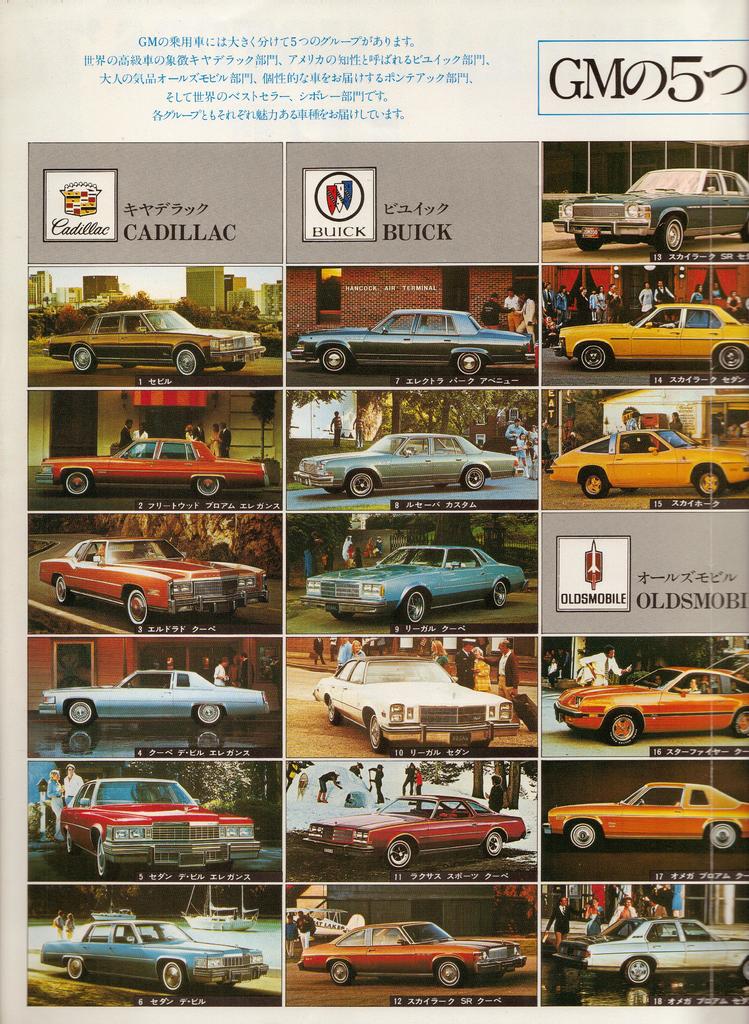 GMの乗用車には大きく分けて5つのグループがあります。
世界の高級車の象徴キヤデラック部門、アメリカの知性と呼ばれるビユイック部門、
大人の気品オールズモビル部門、個性的な車をお届けするポンテアック部門、
そして世界のベストセラー、シボレー部門です。
各グループともそれぞれ魅力ある車種をお届けしています。
GMの5つ
Cadillac
キヤデラック
CADILLAC
1 セビル
2 フリートウッド ブロアム エレガンス
3 エルドラド クーペ
4 クーペ デ・ビル エレガンス
5 セダン デ・ビル エレガンス
6 セダン デ・ビル
BUICK
ビユイック
BUICK
HANCOCK AIR TERMINAL
7 エレクトラ パーク アベニュー
8 ルセーバ カスタム
9 リーガル クーペ
10 リーガル セダン
11 ラクサス スポーツ クーペ
12 スカイラーク SR クーペ
13 スカイラーク SR セ
14 スカイラーク セダン
EAT
15 スカイホーク
OLDSMOBILE
オールズモビル
OLDSMOBI
16 スターファイヤー クー
17 オメガ ブロアム クー
18 オメガ ブロアム セダ